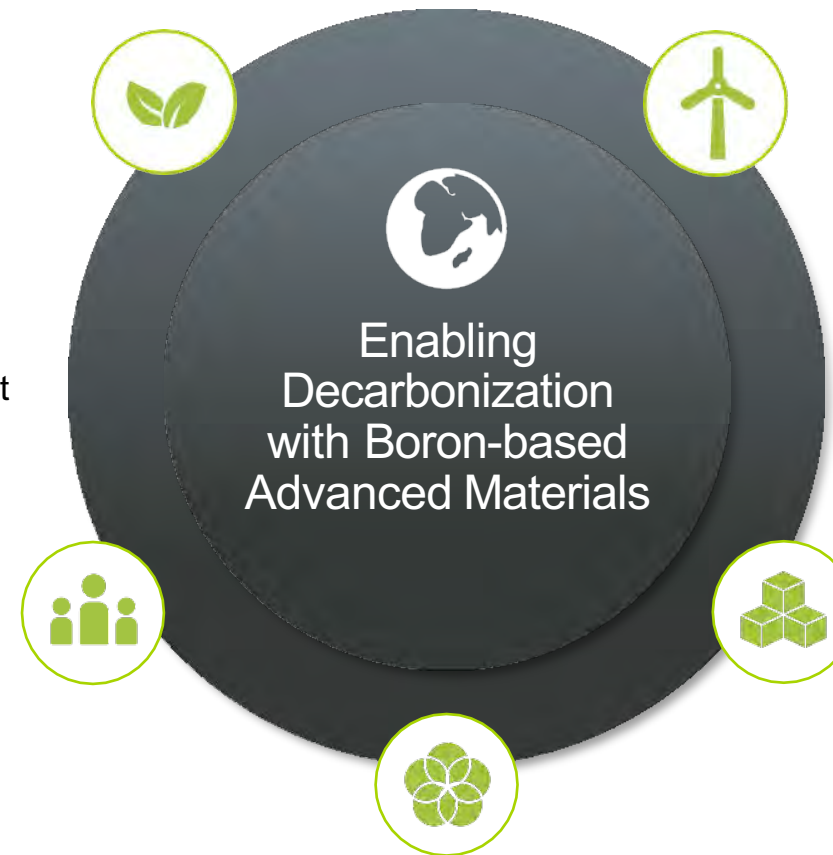 Enabling
Decarbonization
t
with Boron-based
Advanced Materials